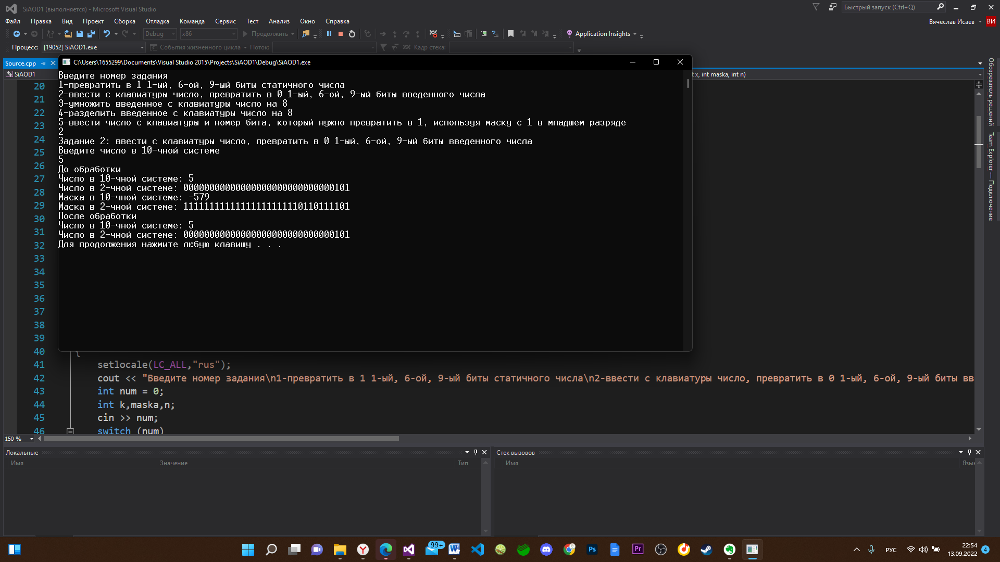 SiAOD1 (выполняется) - Microsoft Visual Studio
Быстрый запуск (Ctrl+Q)
Файл Правка Вид Проект Сборка Отладка Команда Сервис Тест Анализ Окно Справка
Вячеслав Исаев ВИ
Debug x86 Продолжить Application Insights
Процесс: [19052] SiAOD1.exe События жизненного цикла Поток: Кадр стека:
Source.cpp
C:\Users\1655299\Documents\Visual Studio 2015\Projects\SiAOD1\Debug\SiAOD1.exe
SiAOD1
t x, int maska, int n)
Введите номер задания
1-превратить в 1 1-ый, 6-ой, 9-ый биты статичного числа
2-ввести с клавиатуры число, превратить в 0 1-ый, 6-ой, 9-ый биты введенного числа
3-умножить введенное с клавиатуры число на 8
4-разделить введенное с клавиатуры число на 8
5-ввести число с клавиатуры и номер бита, который нужно превратить в 1, используя маску с 1 в младшем разряде
2
Задание 2: ввести с клавиатуры число, превратить в 0 1-ый, 6-ой, 9-ый биты введенного числа
Введите число в 10-чной системе
5
До обработки
Число в 10-чной системе: 5
Число в 2-чной системе: 00000000000000000000000000000101
Маска в 10-чной системе: -579
Маска в 2-чной системе: 11111111111111111111110110111101
После обработки
Число в 10-чной системе: 5
Число в 2-чной системе: 00000000000000000000000000000101
Для продолжения нажмите любую клавишу . . .
20
21
22
23
24
25
26
27
28
29
30
31
32
33
34
35
36
37
38
39
40 {
41 setlocale(LC_ALL,"rus");
42 cout << "Введите номер задания\n1-превратить в 1 1-ый, 6-ой, 9-ый биты статичного числа\n2-ввести с клавиатуры число, превратить в 0 1-ый, 6-ой, 9-ый биты вв
43 int num = 0;
44 int k,maska,n;
45 cin >> num;
46 switch (num)
150 %
Обозреватель решений
Team Explorer — Подключение
Локальные
Имя Значение Тип
Стек вызовов
Имя Язык
99+
Ps
Pr
РУС
22:54
13.09.2022
4